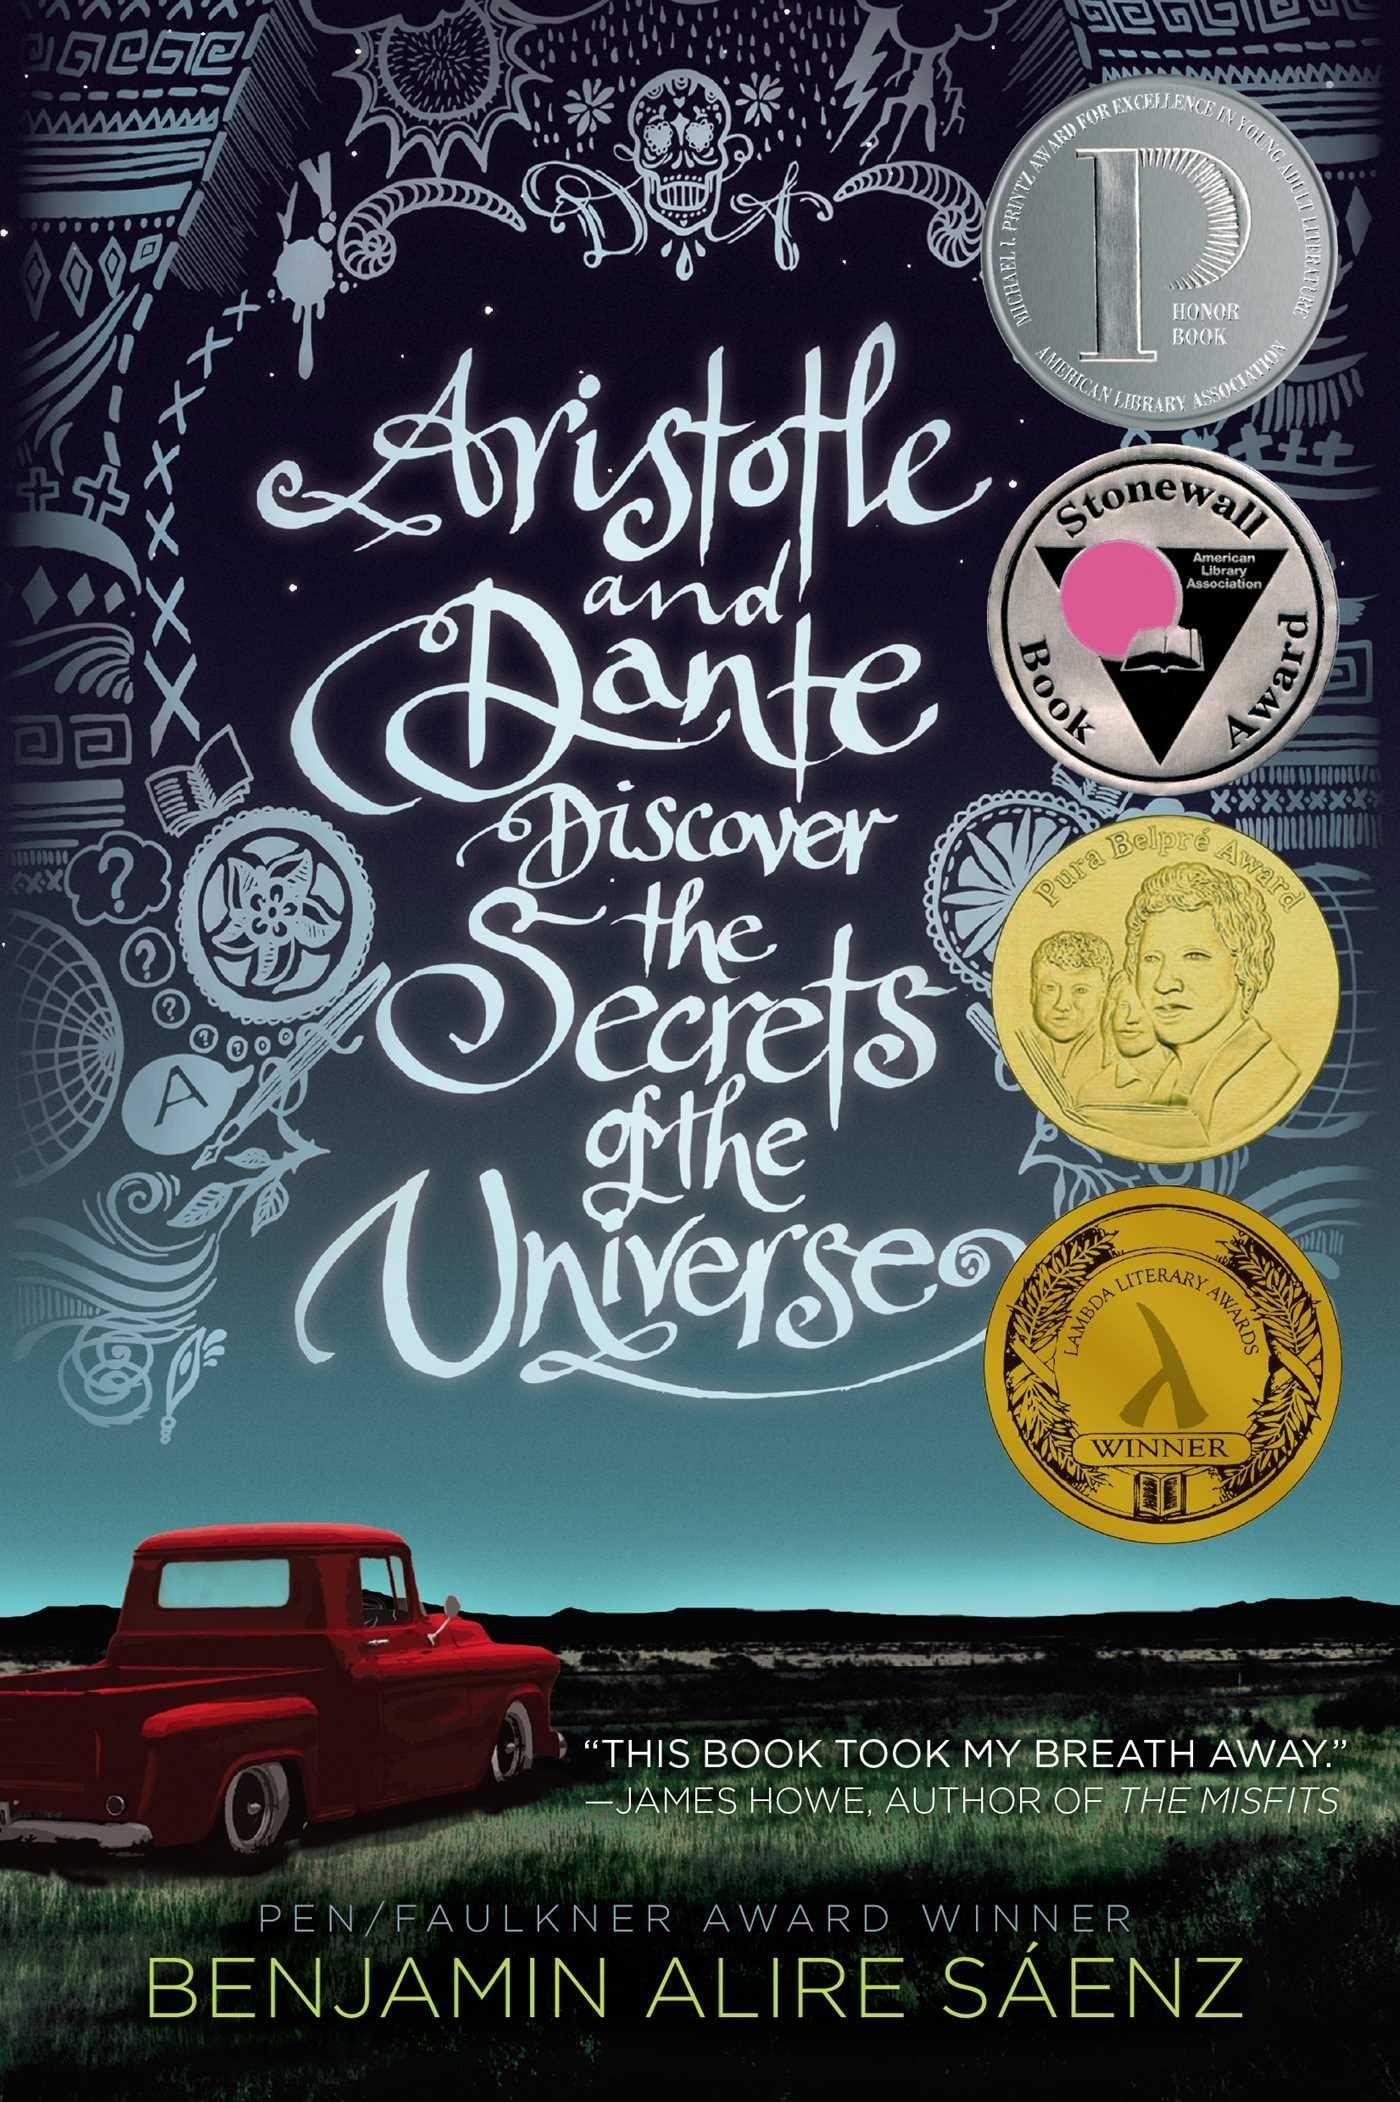 D A
Aristotle
and
Dante
Discover
the
Secrets
of the
Universe
A
?
?
?
?
?
?
?
MICHAEL L. PRINTZ AWARD FOR EXCELLENCE IN YOUNG ADULT LITERATURE
P
HONOR
BOOK
AMERICAN LIBRARY ASSOCIATION
Stonewall
American
Library
Association
Book
Award
Pura Belpré Award
LAMBDA LITERARY AWARDS
WINNER
“THIS BOOK TOOK MY BREATH AWAY.”
—JAMES HOWE, AUTHOR OF THE MISFITS
PEN/FAULKNER AWARD WINNER
BENJAMIN ALIRE SÁENZ